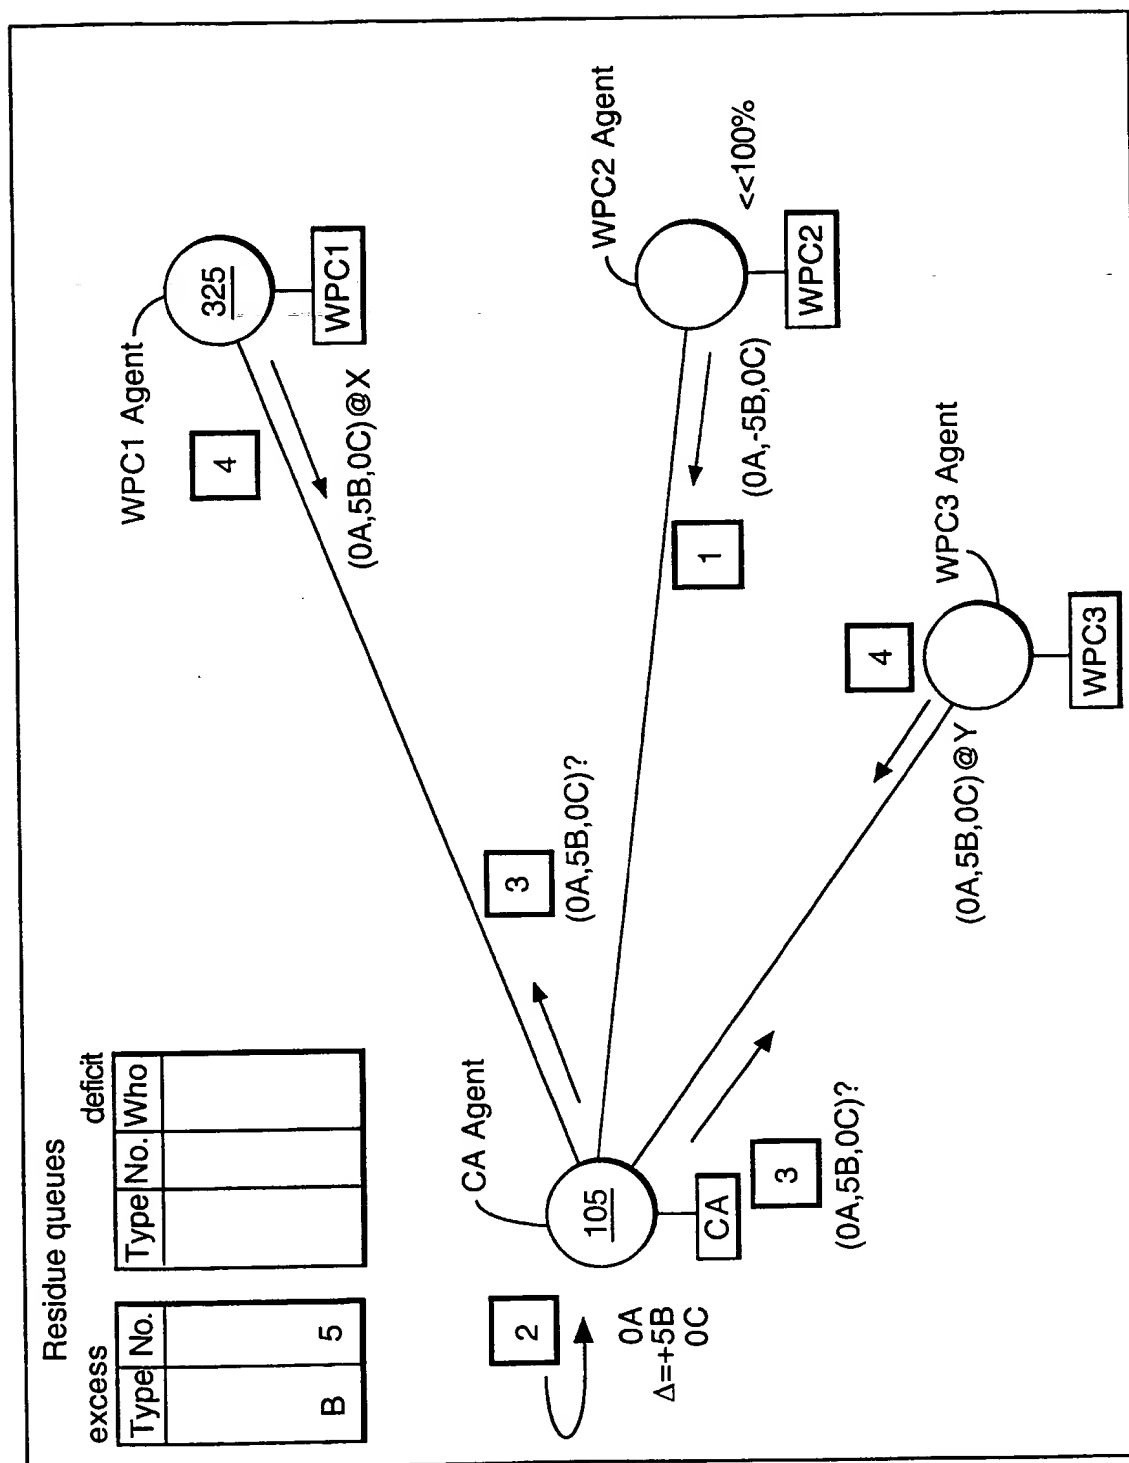 Residue queues
excess
deficit
Type No.
B 5
Type No. Who
CA Agent
105
CA
2
0A
Δ=+5B
0C
3
(0A,5B,0C)?
3
(0A,5B,0C)?
WPC1 Agent
325
WPC1
4
(0A,5B,0C)@X
WPC2 Agent
<<100%
WPC2
(0A,-5B,0C)
1
WPC3 Agent
4
WPC3
(0A,5B,0C)@Y